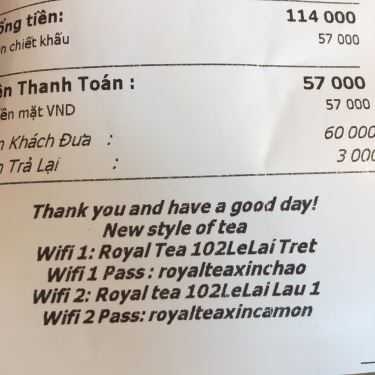 ổng tiền: 114 000
n chiết khấu 57 000
ện Thanh Toán : 57 000
iền mặt VND 57 000
n Khách Đưa : 60 000
n Trả Lại : 3 000
Thank you and have a good day!
New style of tea
Wifi 1: Royal Tea 102LeLai Tret
Wifi 1 Pass : royalteaxinchao
Wifi 2: Royal tea 102LeLai Lau 1
Wifi 2 Pass: royalteaxincamon